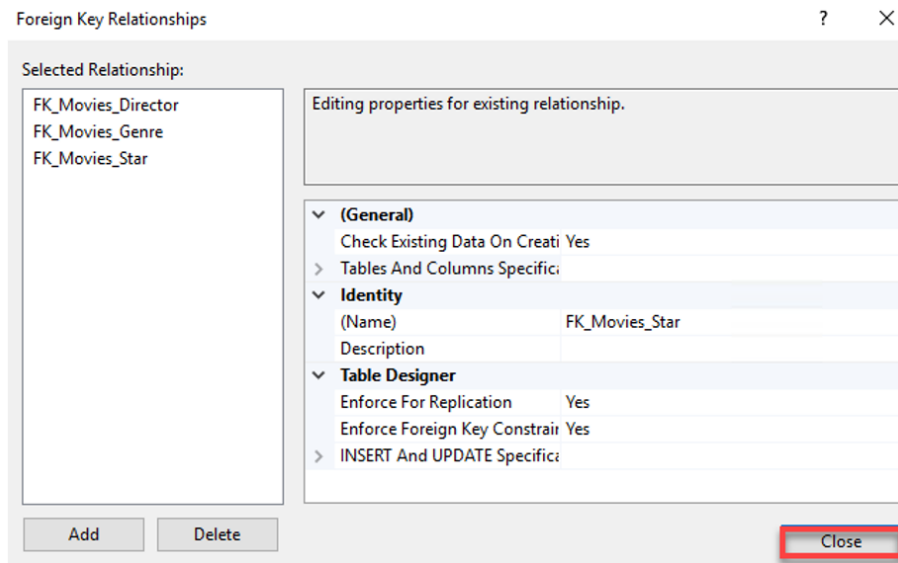 Foreign Key Relationships ? ×
Selected Relationship:
FK_Movies_Director
FK_Movies_Genre
FK_Movies_Star
Editing properties for existing relationship.
(General)
Check Existing Data On Creati Yes
Tables And Columns Specifica
Identity
(Name) FK_Movies_Star
Description
Table Designer
Enforce For Replication Yes
Enforce Foreign Key Constrair Yes
INSERT And UPDATE Specifica
Add Delete
Close